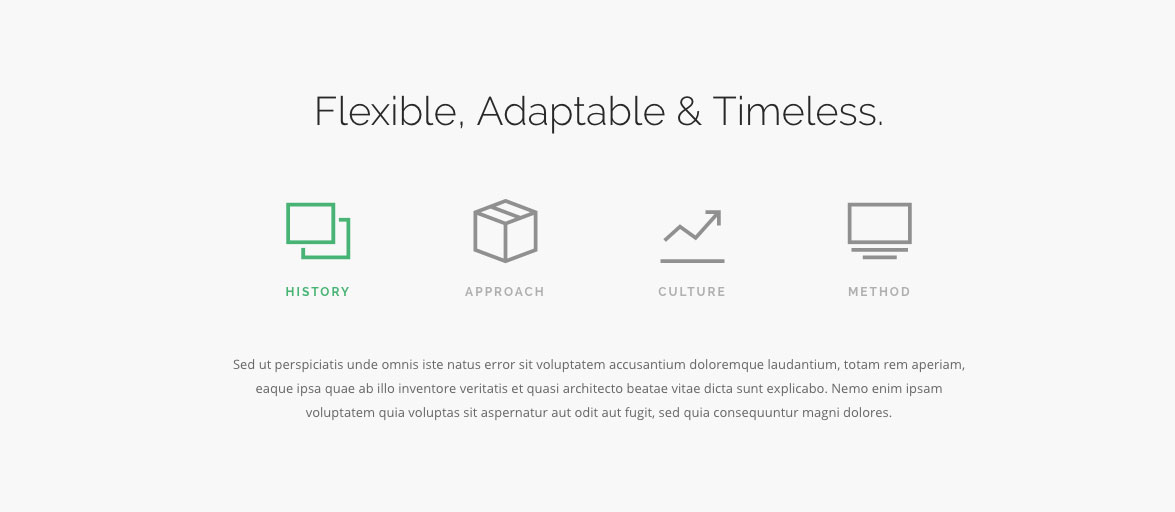 Flexible, Adaptable & Timeless.
HISTORY
APPROACH
CULTURE
METHOD
Sed ut perspiciatis unde omnis iste natus error sit voluptatem accusantium doloremque laudantium, totam rem aperiam,
eaque ipsa quae ab illo inventore veritatis et quasi architecto beatae vitae dicta sunt explicabo. Nemo enim ipsam
voluptatem quia voluptas sit aspernatur aut odit aut fugit, sed quia consequuntur magni dolores.